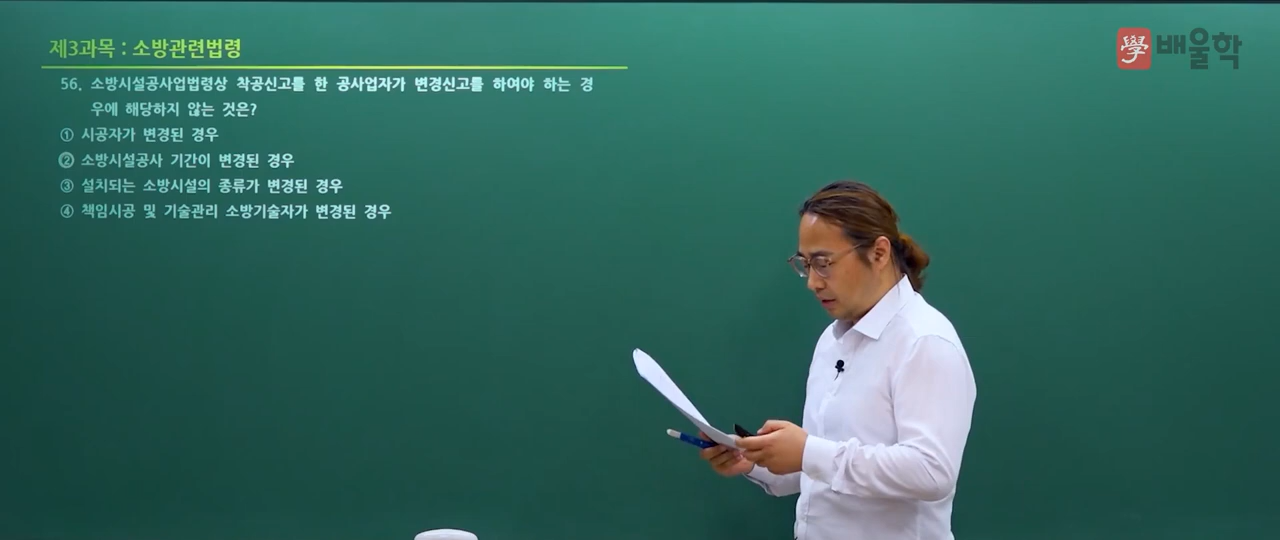 제3과목 : 소방관련법령
學 배울학
56. 소방시설공사업법령상 착공신고를 한 공사업자가 변경신고를 하여야 하는 경
우에 해당하지 않는 것은?
① 시공자가 변경된 경우
② 소방시설공사 기간이 변경된 경우
③ 설치되는 소방시설의 종류가 변경된 경우
④ 책임시공 및 기술관리 소방기술자가 변경된 경우